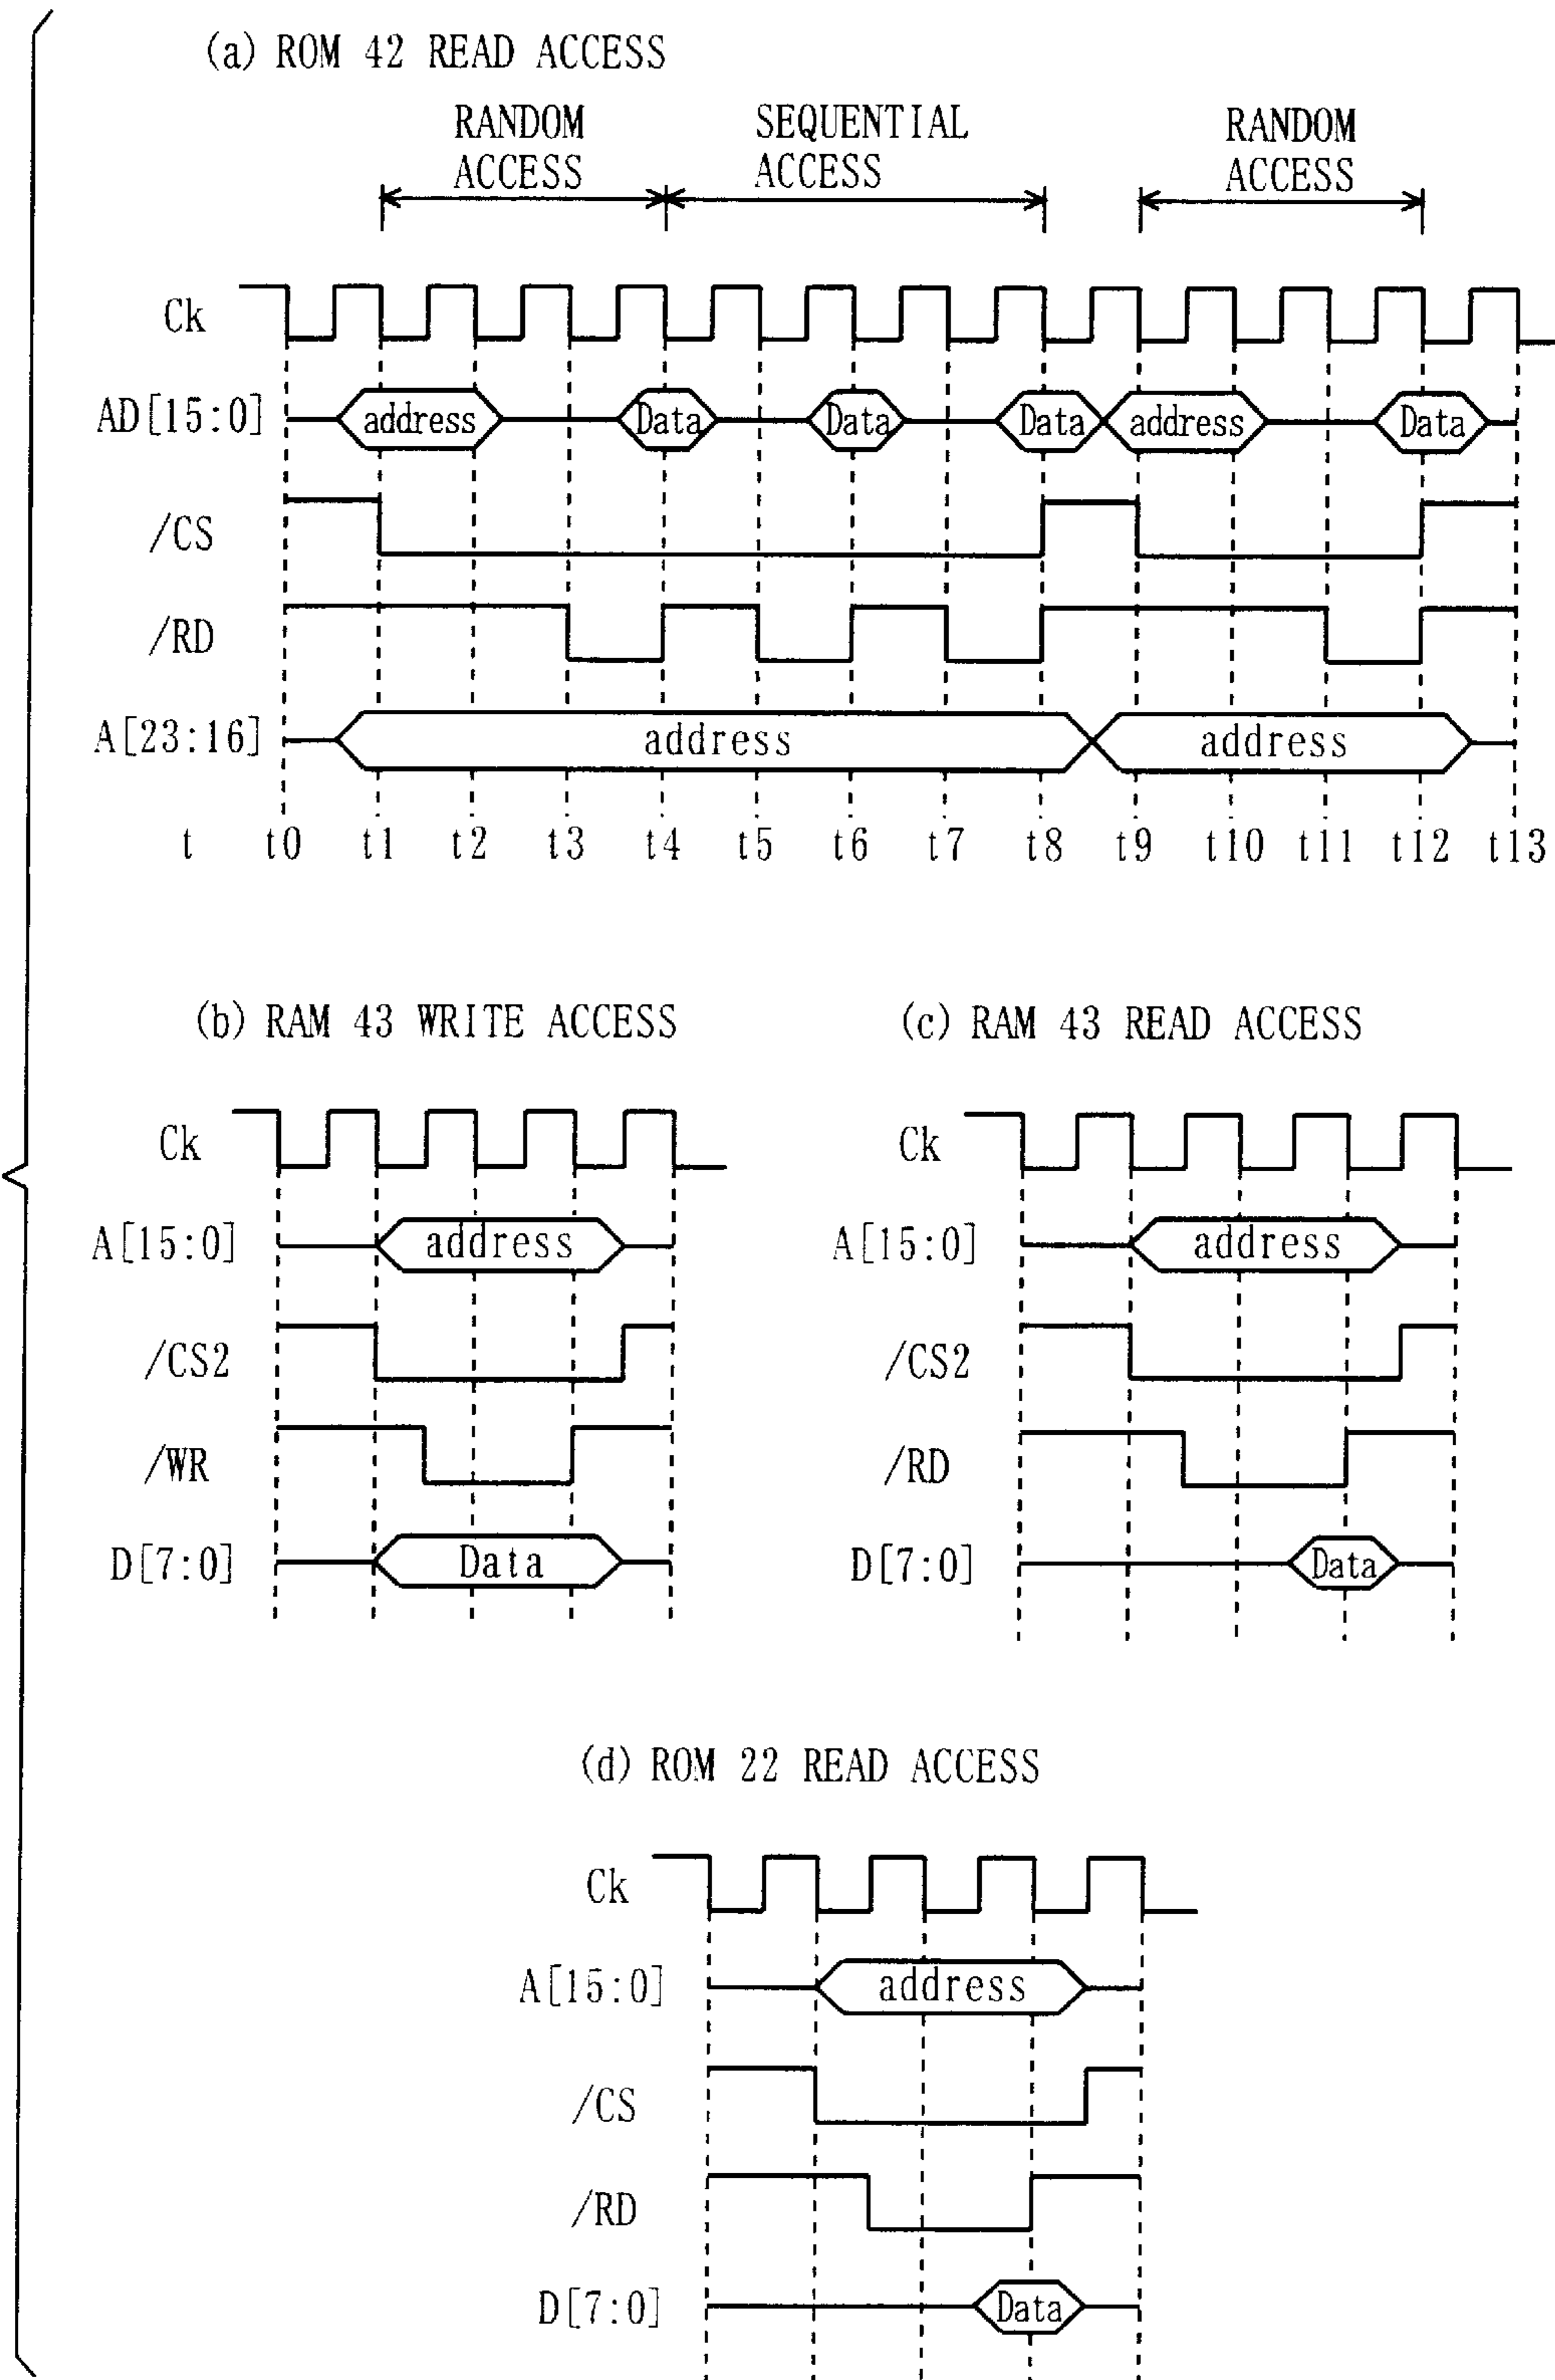 (a) ROM 42 READ ACCESS
RANDOM ACCESS
SEQUENTIAL ACCESS
RANDOM ACCESS
Ck
AD[15:0] address Data Data Data address Data
/CS
/RD
A[23:16] address address
t t0 t1 t2 t3 t4 t5 t6 t7 t8 t9 t10 t11 t12 t13
(b) RAM 43 WRITE ACCESS
Ck
A[15:0] address
/CS2
/WR
D[7:0] Data
(c) RAM 43 READ ACCESS
Ck
A[15:0] address
/CS2
/RD
D[7:0] Data
(d) ROM 22 READ ACCESS
Ck
A[15:0] address
/CS
/RD
D[7:0] Data